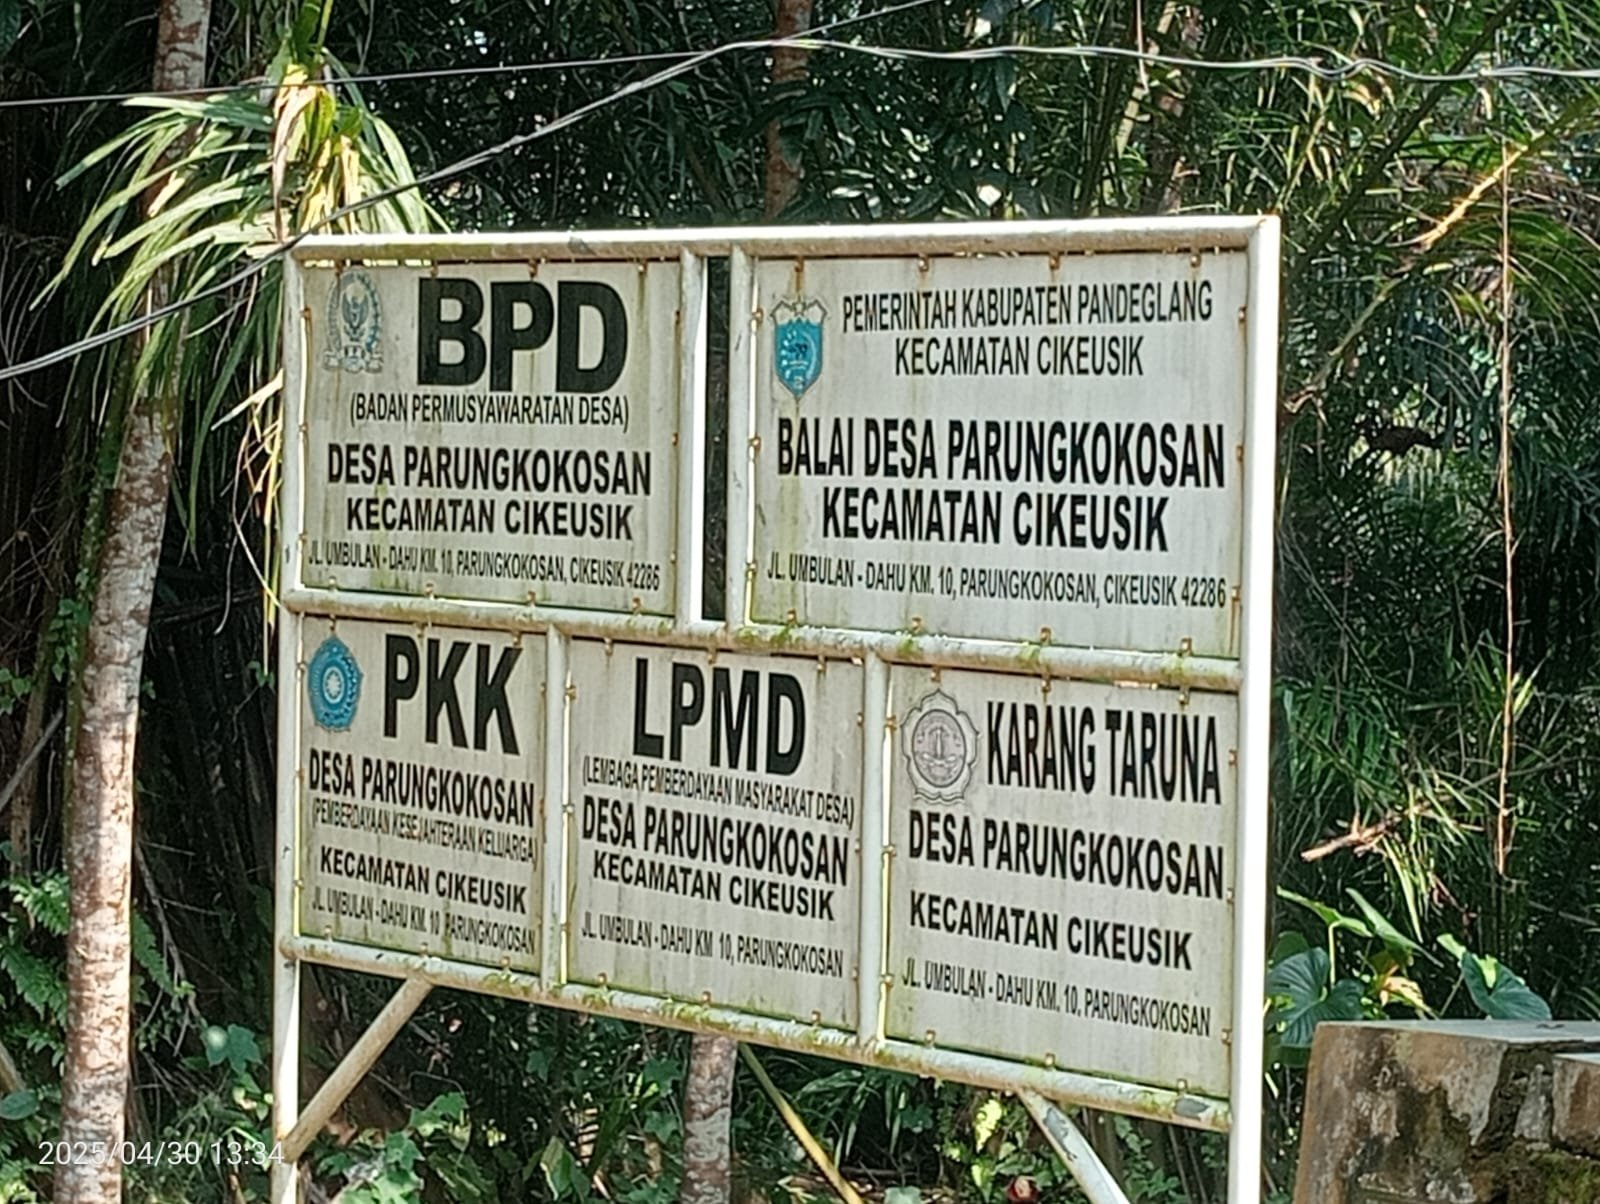 BPD
(BADAN PERMUSYAWARATAN DESA)
DESA PARUNGKOKOSAN
KECAMATAN CIKEUSIK
JL. UMBULAN - DAHU KM. 10, PARUNGKOKOSAN, CIKEUSIK 42286
PEMERINTAH KABUPATEN PANDEGLANG
KECAMATAN CIKEUSIK
BALAI DESA PARUNGKOKOSAN
KECAMATAN CIKEUSIK
JL. UMBULAN - DAHU KM. 10, PARUNGKOKOSAN, CIKEUSIK 42286
PKK
DESA PARUNGKOKOSAN
(PEMBERDAYAAN KESEJAHTERAAN KELUARGA)
KECAMATAN CIKEUSIK
JL. UMBULAN - DAHU KM. 10 PARUNGKOKOSAN
LPMD
(LEMBAGA PEMBERDAYAAN MASYARAKAT DESA)
DESA PARUNGKOKOSAN
KECAMATAN CIKEUSIK
JL. UMBULAN - DAHU KM 10, PARUNGKOKOSAN
KARANG TARUNA
DESA PARUNGKOKOSAN
KECAMATAN CIKEUSIK
JL. UMBULAN - DAHU KM. 10, PARUNGKOKOSAN
2025/04/30 13:34